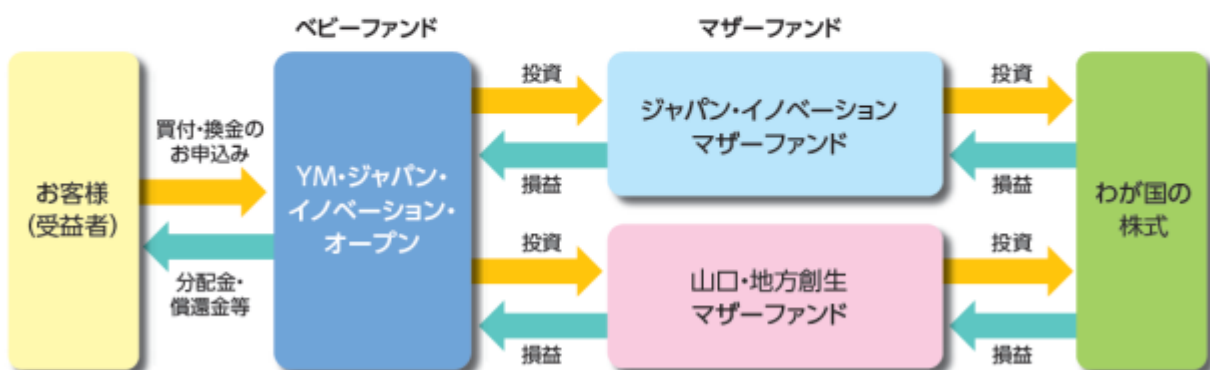 ベビーファンド
マザーファンド
お客様
(受益者)
買付・換金の
お申込み
分配金・
償還金等
YM・ジャパン・
イノベーション・
オープン
投資
損益
投資
損益
ジャパン・イノベーション
マザーファンド
山口・地方創生
マザーファンド
投資
損益
投資
損益
わが国の
株式